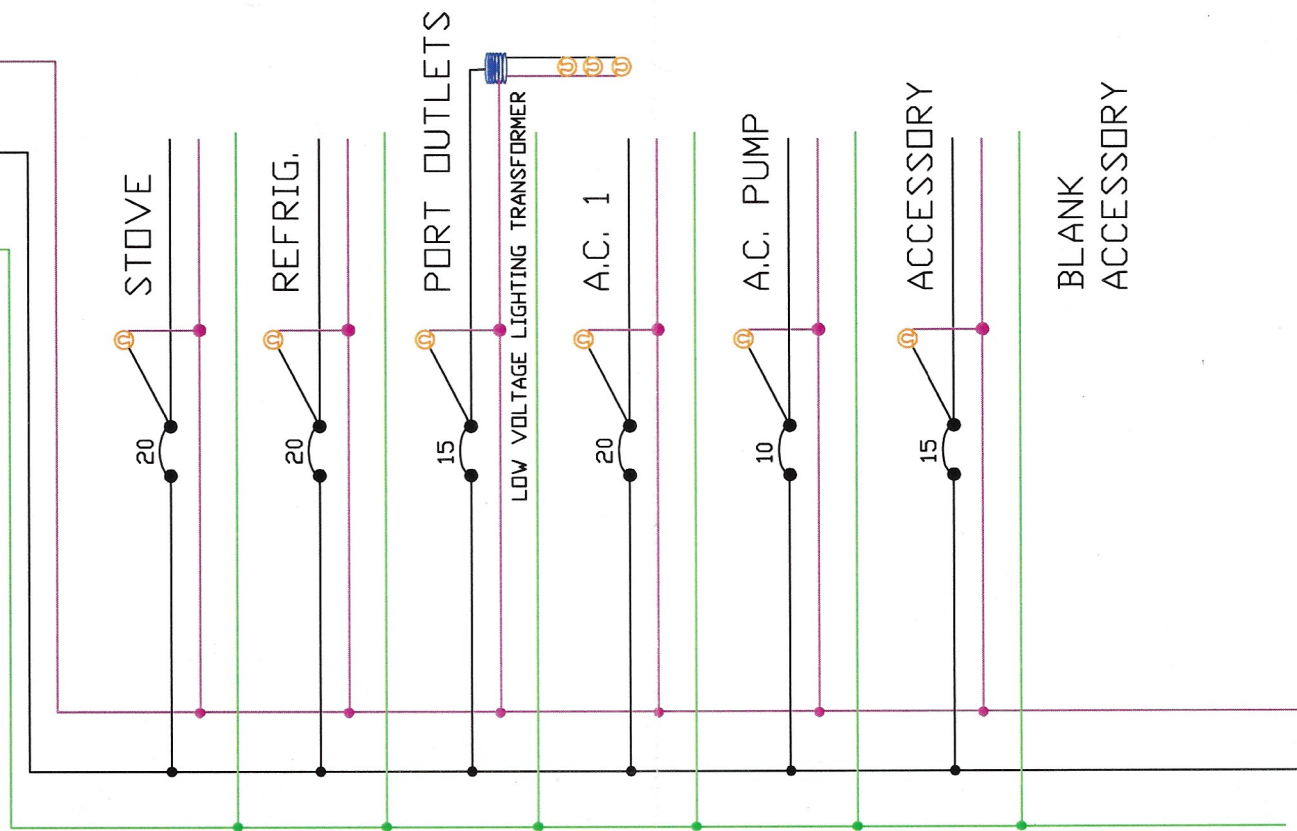 STOVE
20
REFRIG.
20
PORT OUTLETS
15
LOW VOLTAGE LIGHTING TRANSFORMER
A.C. 1
20
A.C. PUMP
10
ACCESSORY
15
BLANK
ACCESSORY